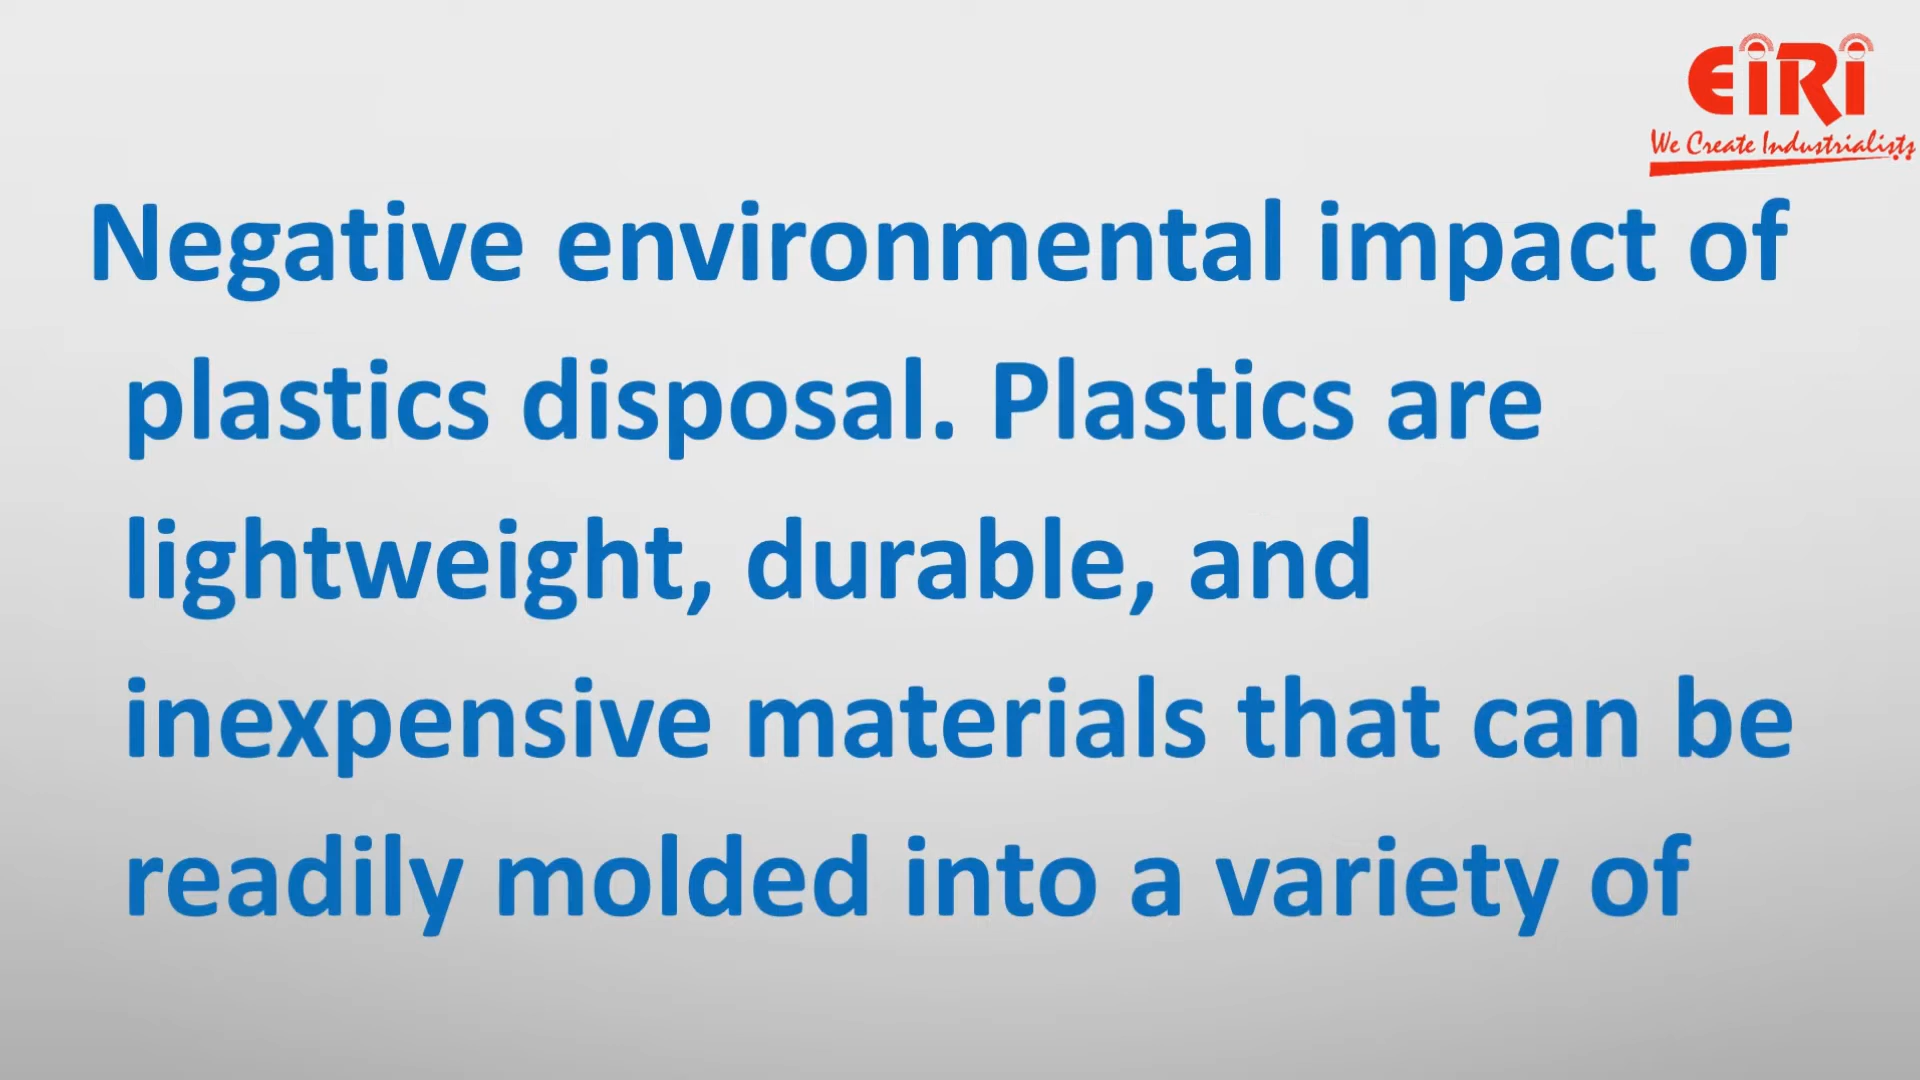 EiRi
We Create Industrialists
Negative environmental impact of
plastics disposal. Plastics are
lightweight, durable, and
inexpensive materials that can be
readily molded into a variety of